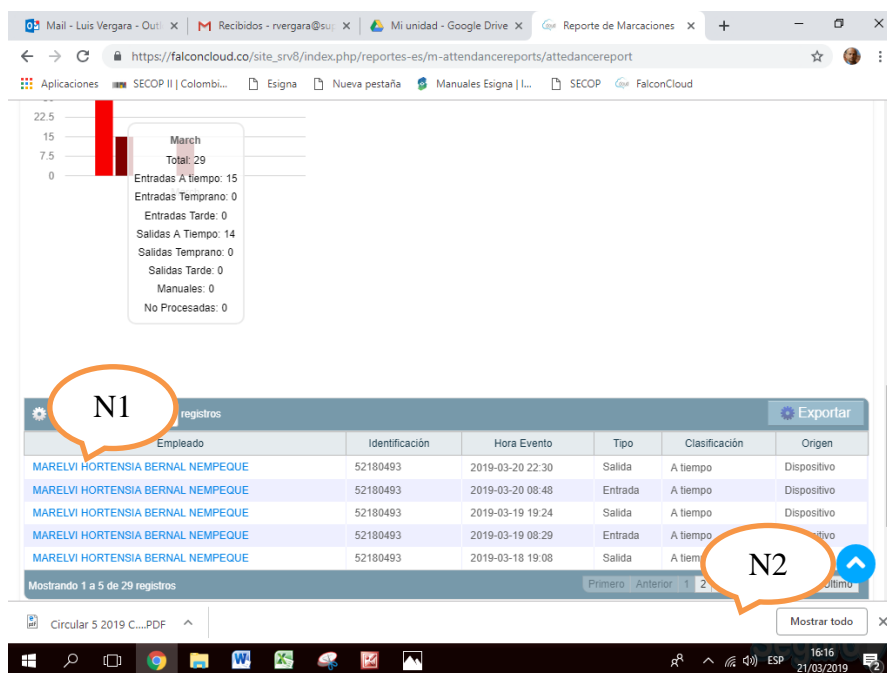 Mail - Luis Vergara - Outl
Recibidos - rvergara@sup
Mi unidad - Google Drive
Reporte de Marcaciones
https://falconcloud.co/site_srv8/index.php/reportes-es/m-attendancereports/attedancereport
Aplicaciones
SECOP II | Colombi...
Esigna
Nueva pestaña
Manuales Esigna | I...
SECOP
FalconCloud
22.5
15
7.5
0
March
Total: 29
Entradas A tiempo: 15
Entradas Temprano: 0
Entradas Tarde: 0
Salidas A Tiempo: 14
Salidas Temprano: 0
Salidas Tarde: 0
Manuales: 0
No Procesadas: 0
N1
registros
Exportar
Empleado Identificación Hora Evento Tipo Clasificación Origen
MARELVI HORTENSIA BERNAL NEMPEQUE 52180493 2019-03-20 22:30 Salida A tiempo Dispositivo
MARELVI HORTENSIA BERNAL NEMPEQUE 52180493 2019-03-20 08:48 Entrada A tiempo Dispositivo
MARELVI HORTENSIA BERNAL NEMPEQUE 52180493 2019-03-19 19:24 Salida A tiempo Dispositivo
MARELVI HORTENSIA BERNAL NEMPEQUE 52180493 2019-03-19 08:29 Entrada A tiempo
MARELVI HORTENSIA BERNAL NEMPEQUE 52180493 2019-03-18 19:08 Salida A tiem
N2
Mostrando 1 a 5 de 29 registros
Primero Anterior 1 2
Último
Circular 5 2019 C....PDF
Mostrar todo
ESP
16:16
21/03/2019
2